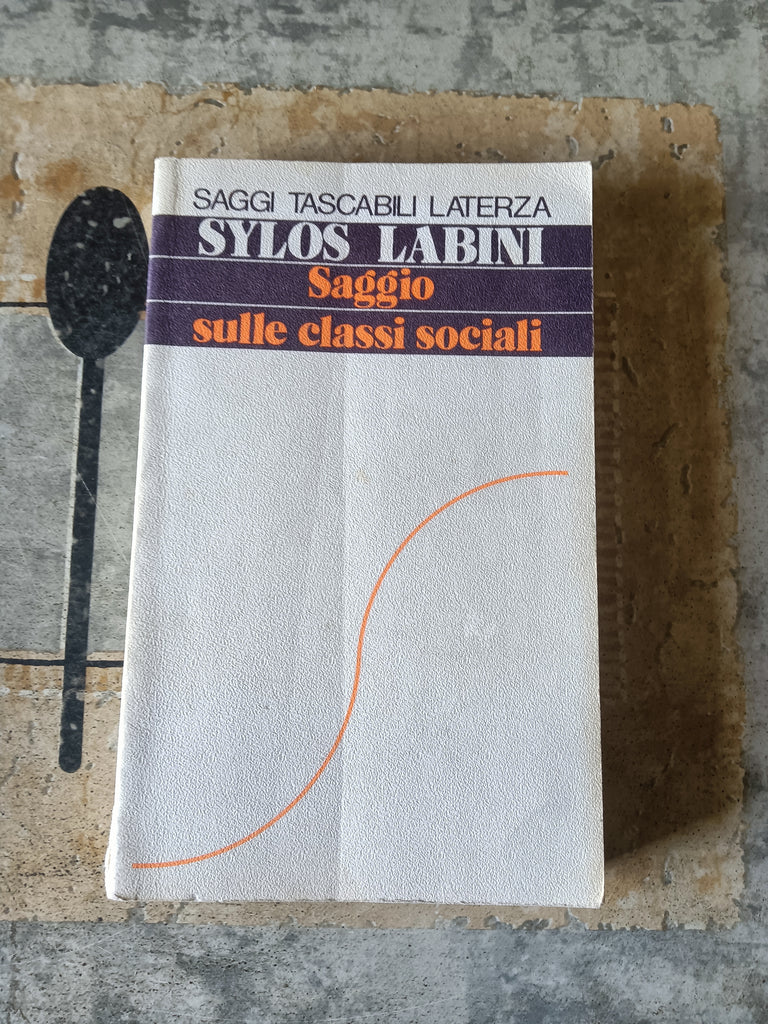 SAGGI TASCABILI LATERZA
SYLOS LABINI
Saggio
sulle classi sociali